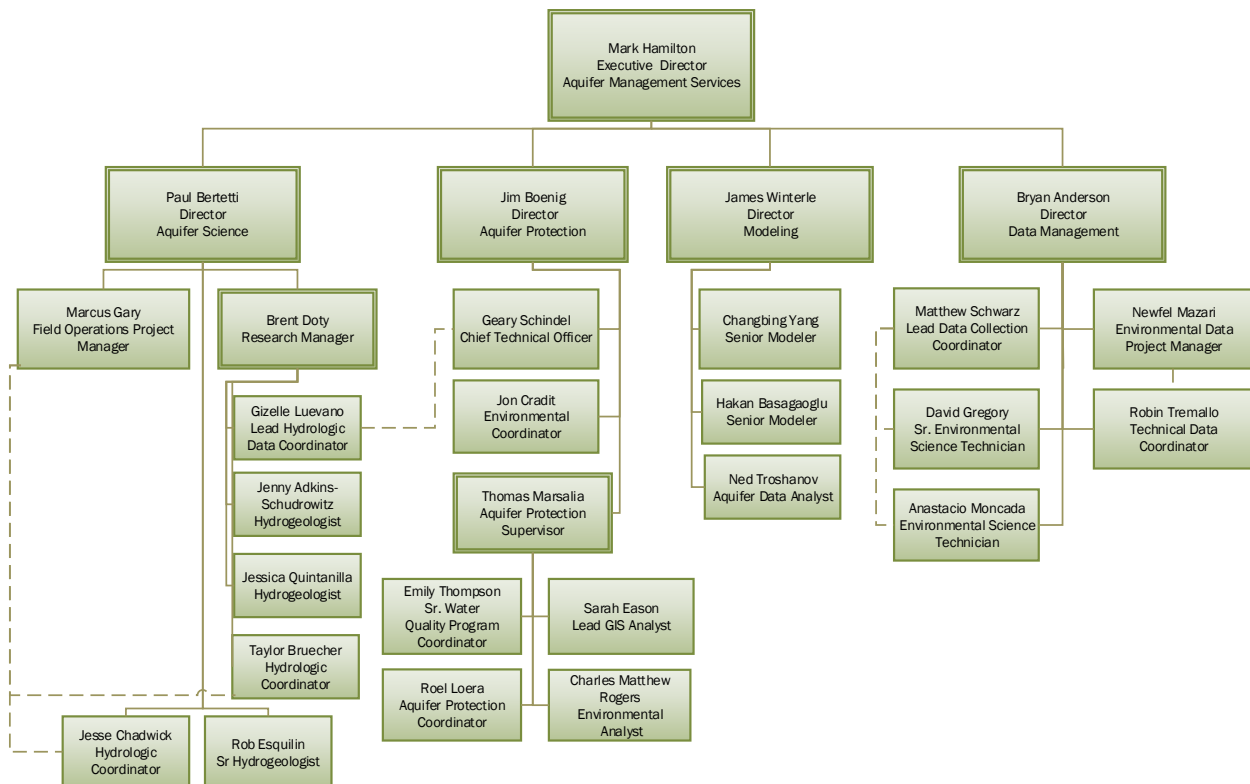 Mark Hamilton
Executive Director
Aquifer Management Services
Paul Bertetti
Director
Aquifer Science
Jim Boenig
Director
Aquifer Protection
James Winterle
Director
Modeling
Bryan Anderson
Director
Data Management
Marcus Gary
Field Operations Project
Manager
Brent Doty
Research Manager
Gizelle Luevano
Lead Hydrologic
Data Coordinator
Jenny Adkins-
Schudrowitz
Hydrogeologist
Jessica Quintanilla
Hydrogeologist
Taylor Bruecher
Hydrologic
Coordinator
Jesse Chadwick
Hydrologic
Coordinator
Rob Esquilin
Sr Hydrogeologist
Geary Schindel
Chief Technical Officer
Jon Cradit
Environmental
Coordinator
Thomas Marsalia
Aquifer Protection
Supervisor
Emily Thompson
Sr. Water
Quality Program
Coordinator
Sarah Eason
Lead GIS Analyst
Roel Loera
Aquifer Protection
Coordinator
Charles Matthew
Rogers
Environmental
Analyst
Changbing Yang
Senior Modeler
Hakan Basagaoglu
Senior Modeler
Ned Troshanov
Aquifer Data Analyst
Matthew Schwarz
Lead Data Collection
Coordinator
Newfel Mazari
Environmental Data
Project Manager
David Gregory
Sr. Environmental
Science Technician
Robin Tremallo
Technical Data
Coordinator
Anastacio Moncada
Environmental Science
Technician